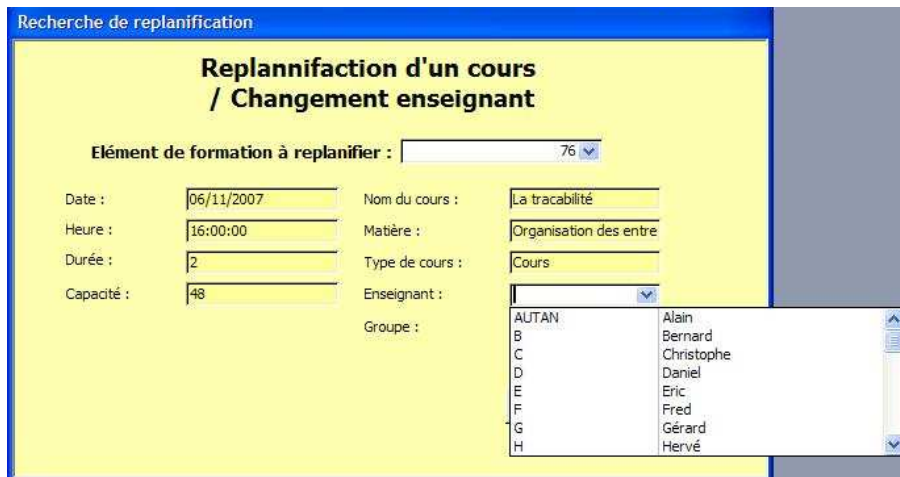 Recherche de replanification
Replannifaction d'un cours
/ Changement enseignant
Elément de formation à replanifier : 76
Date : 06/11/2007 Nom du cours : La tracabilité
Heure : 16:00:00 Matière : Organisation des entre
Durée : 2 Type de cours : Cours
Capacité : 48 Enseignant :
Groupe :
AUTAN Alain
B Bernard
C Christophe
D Daniel
E Eric
F Fred
G Gérard
H Hervé